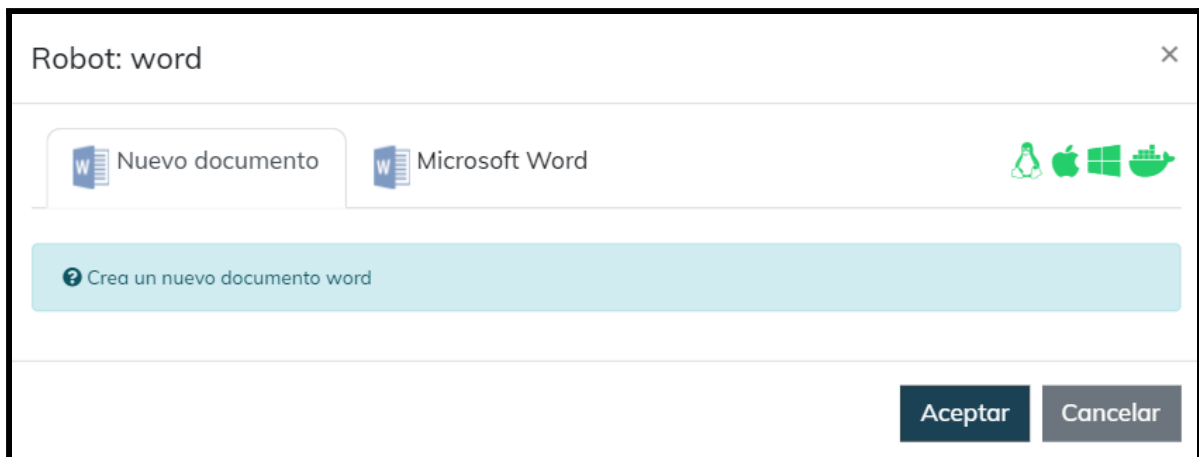 Robot: word
×
Nuevo documento
Microsoft Word
Crea un nuevo documento word
Aceptar
Cancelar